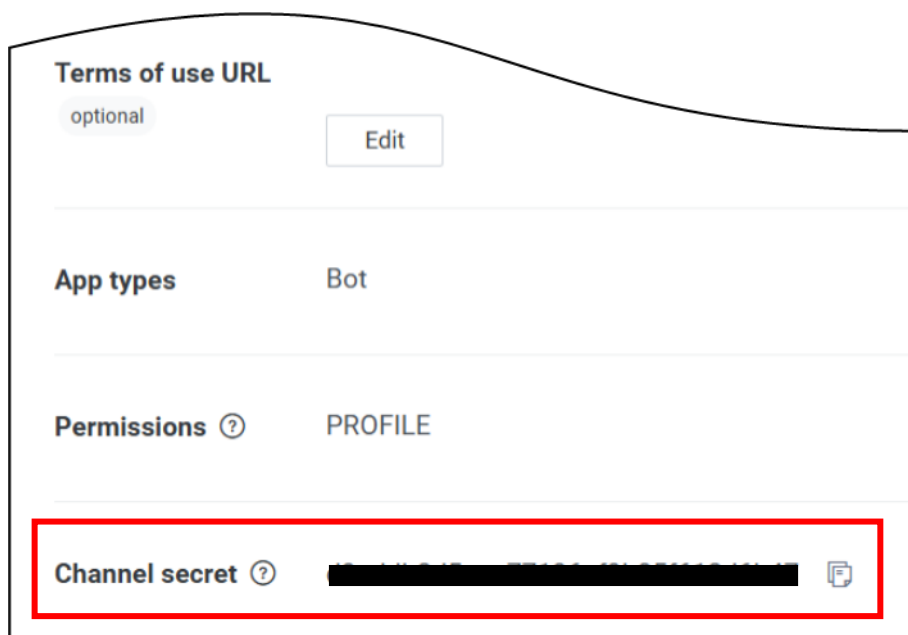 Terms of use URL
optional
Edit
App types Bot
Permissions ? PROFILE
Channel secret ?